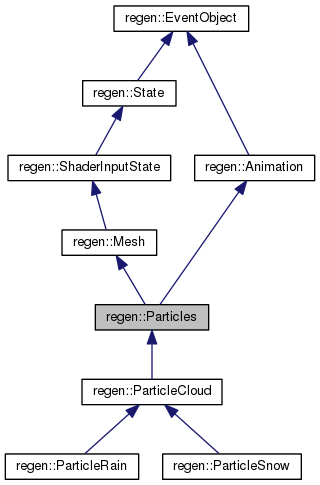 regen::EventObject
regen::State
regen::ShaderInputState
regen::Animation
regen::Mesh
regen::Particles
regen::ParticleCloud
regen::ParticleRain
regen::ParticleSnow